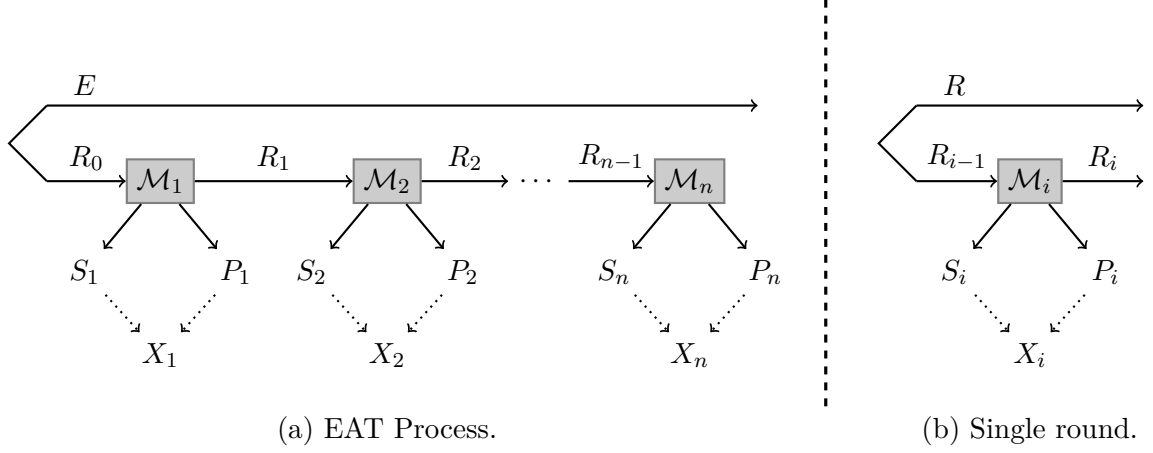 E R
R₀ ℳ₁ R₁ ℳ₂ R₂ ⋯ Rₙ₋₁ ℳₙ Rᵢ₋₁ ℳᵢ Rᵢ
S₁ P₁ S₂ P₂ Sₙ Pₙ Sᵢ Pᵢ
X₁ X₂ Xₙ Xᵢ
(a) EAT Process. (b) Single round.